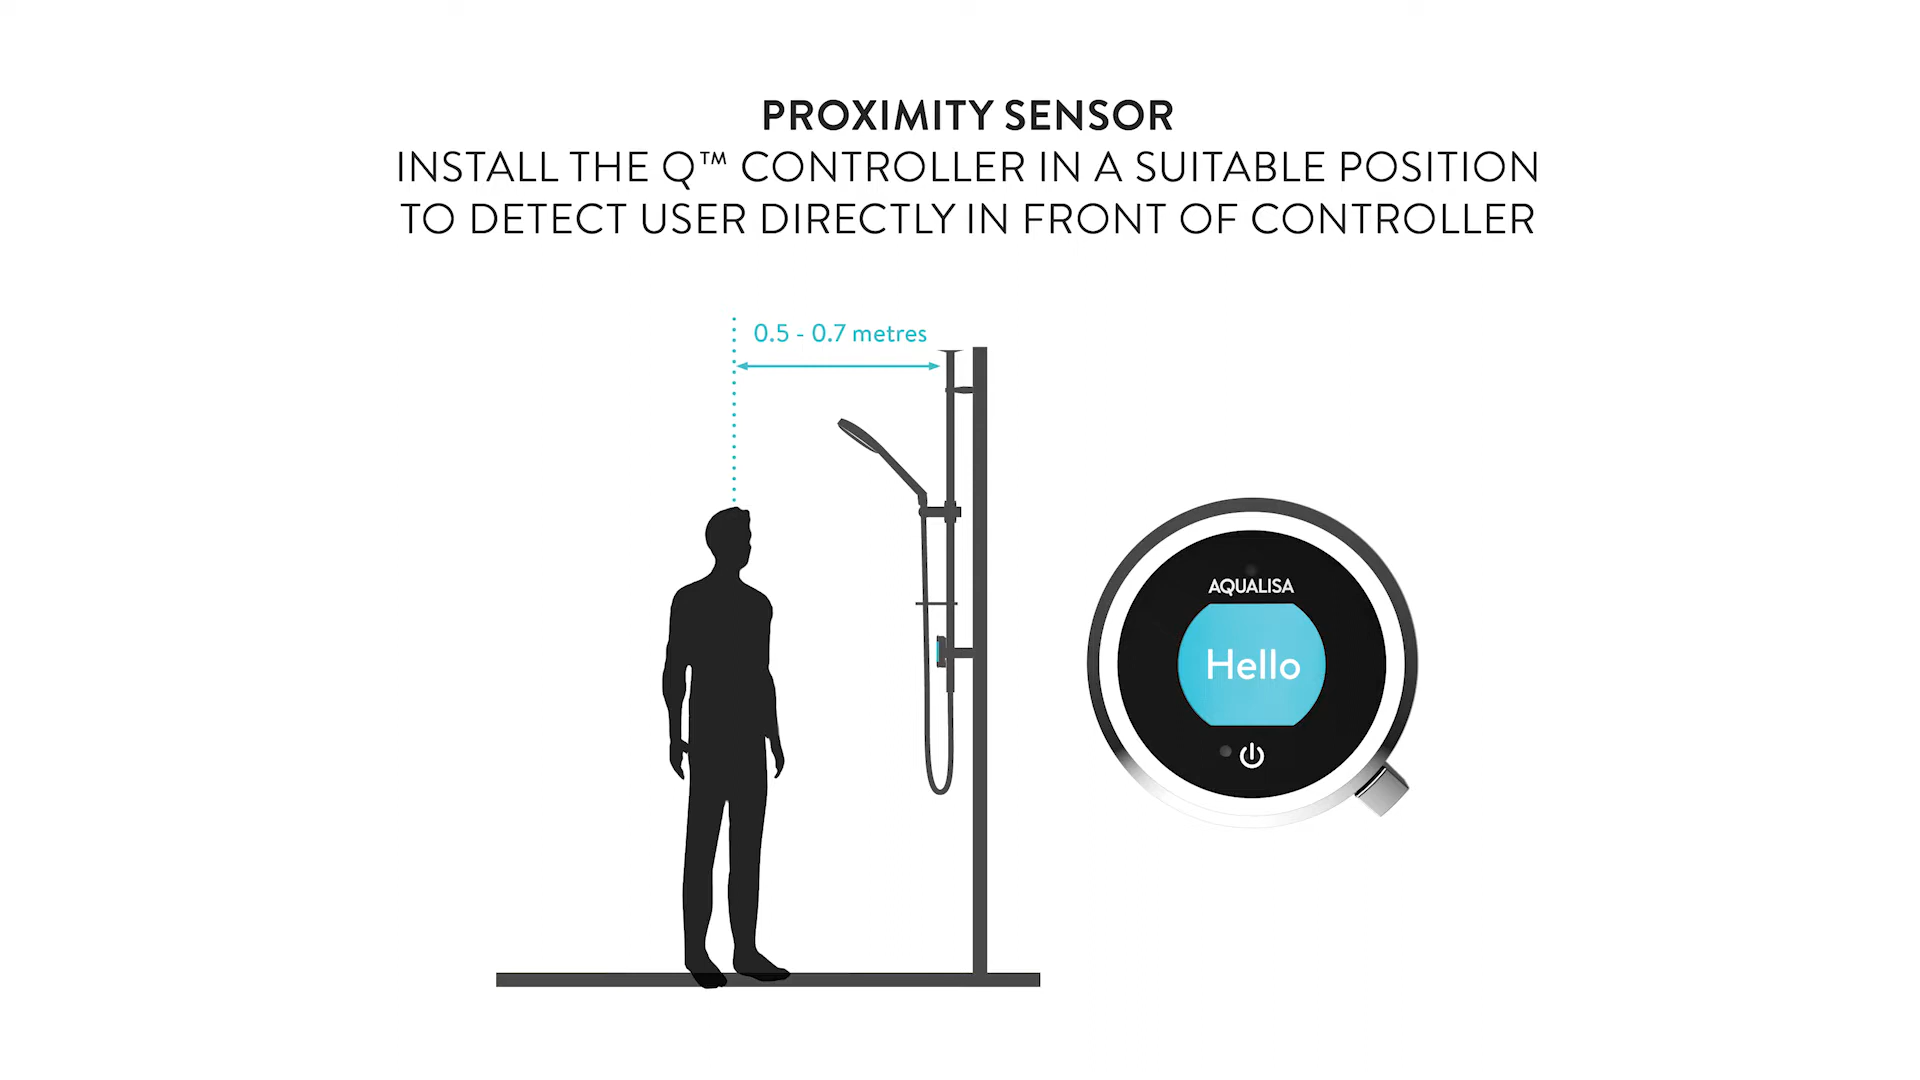 PROXIMITY SENSOR
INSTALL THE Q™ CONTROLLER IN A SUITABLE POSITION
TO DETECT USER DIRECTLY IN FRONT OF CONTROLLER
0.5 - 0.7 metres
AQUALISA
Hello